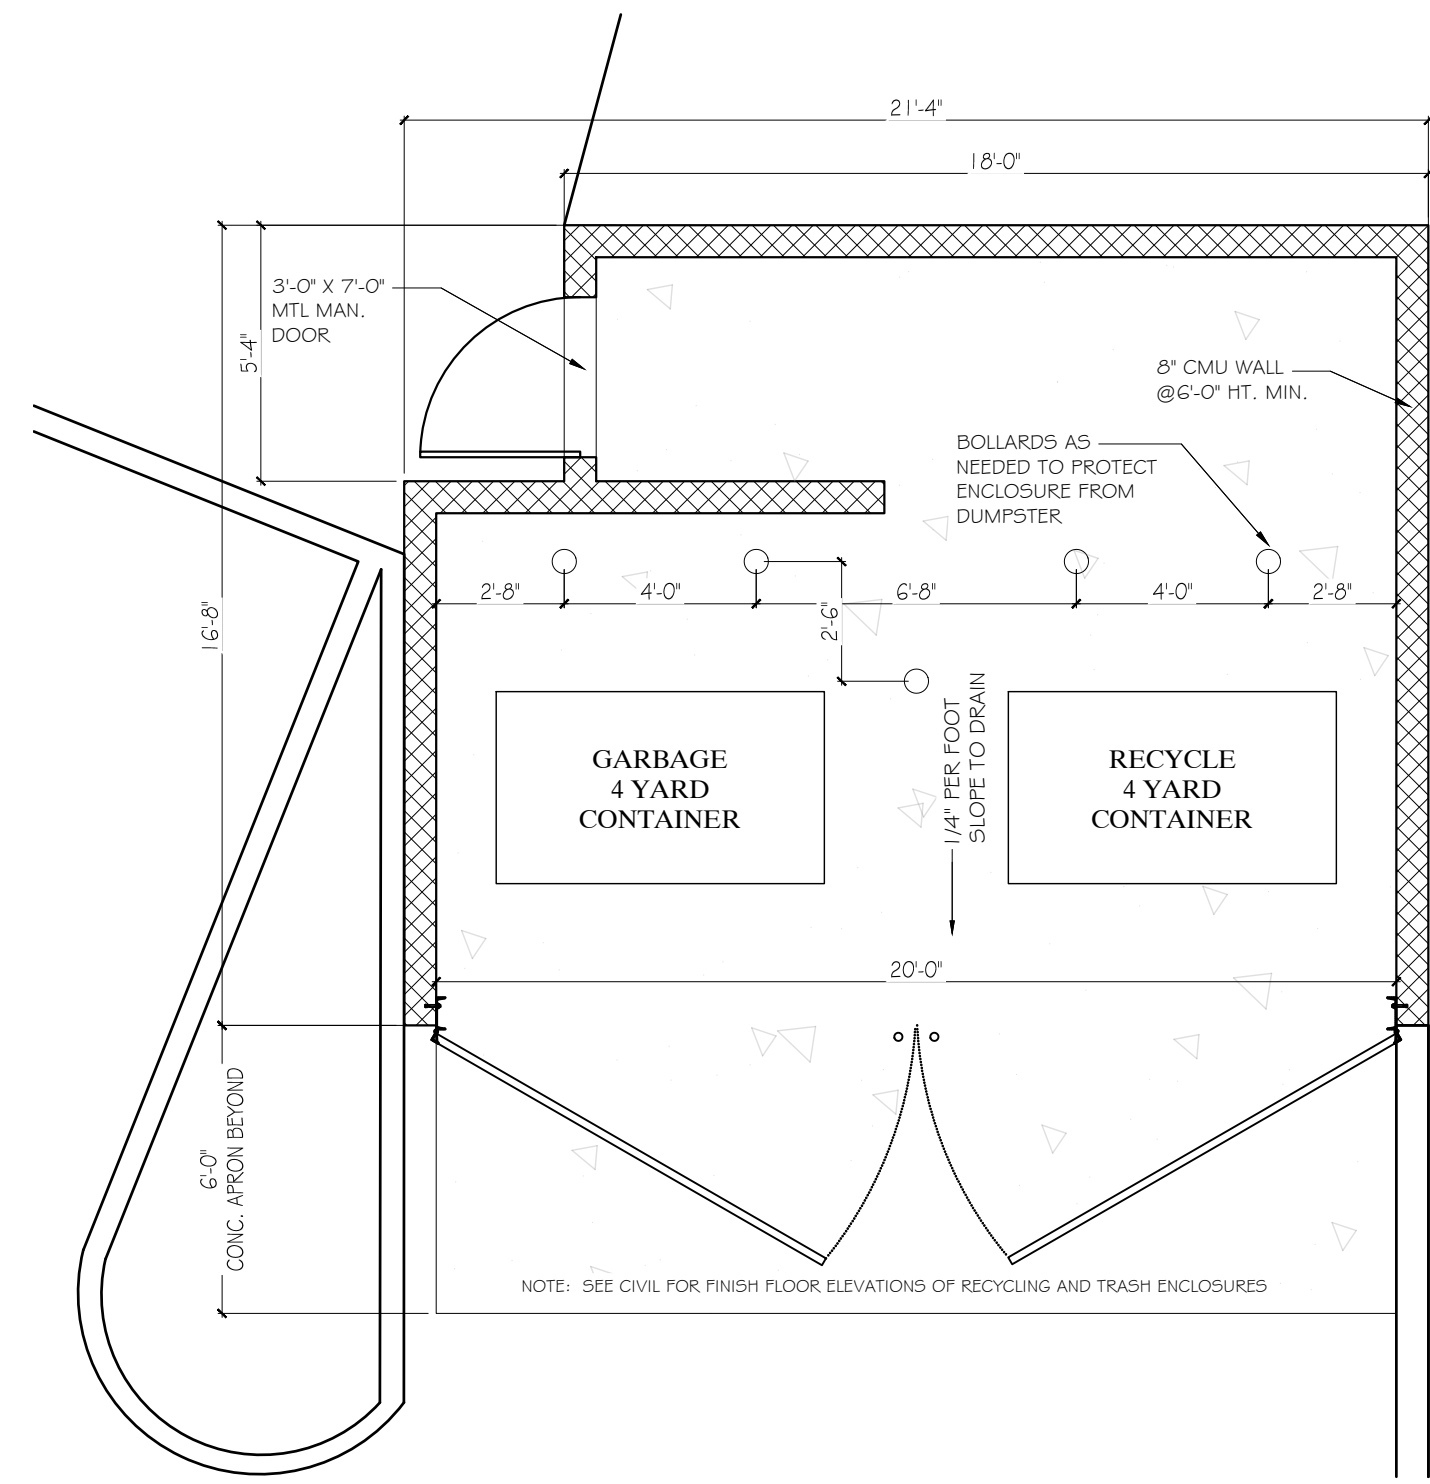 21'-4"
18'-0"
3'-0" X 7'-0"
MTL MAN.
DOOR
5'-4"
8" CMU WALL
@6'-0" HT. MIN.
BOLLARDS AS
NEEDED TO PROTECT
ENCLOSURE FROM
DUMPSTER
16'-8"
2'-8"
4'-0"
6'-8"
4'-0"
2'-8"
2'-6"
GARBAGE
4 YARD
CONTAINER
1/4" PER FOOT
SLOPE TO DRAIN
RECYCLE
4 YARD
CONTAINER
20'-0"
6'-0"
CONC. APRON BEYOND
NOTE: SEE CIVIL FOR FINISH FLOOR ELEVATIONS OF RECYCLING AND TRASH ENCLOSURES